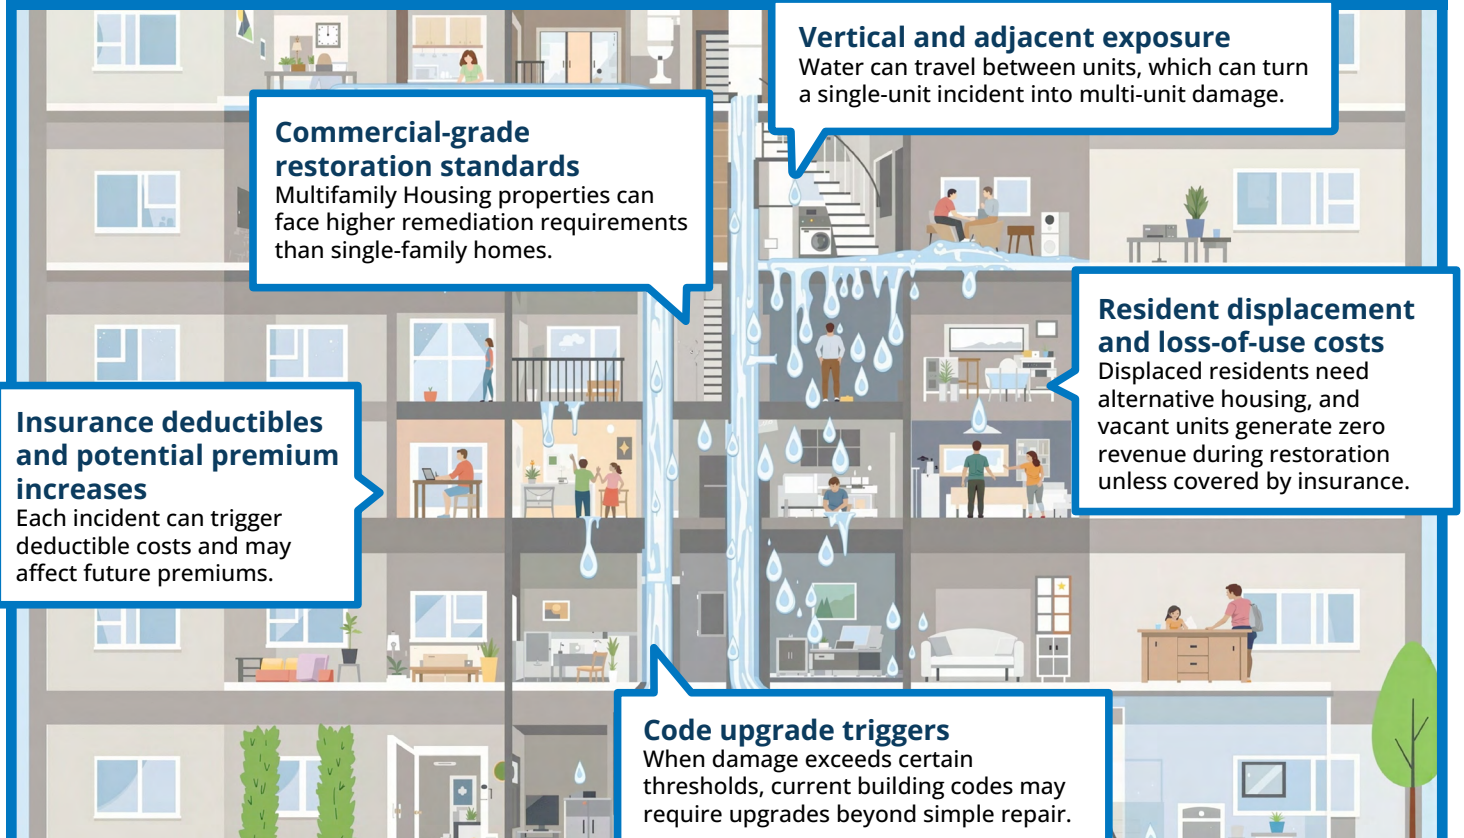 Vertical and adjacent exposure
Water can travel between units, which can turn
a single-unit incident into multi-unit damage.
Commercial-grade
restoration standards
Multifamily Housing properties can
face higher remediation requirements
than single-family homes.
Resident displacement
and loss-of-use costs
Displaced residents need
alternative housing, and
vacant units generate zero
revenue during restoration
unless covered by insurance.
Insurance deductibles
and potential premium
increases
Each incident can trigger
deductible costs and may
affect future premiums.
Code upgrade triggers
When damage exceeds certain
thresholds, current building codes may
require upgrades beyond simple repair.